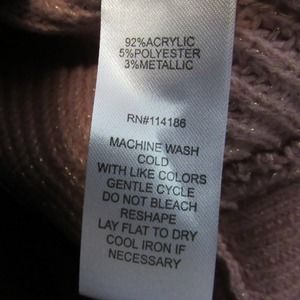 92%ACRYLIC
5%POLYESTER
3%METALLIC
RN#114186
MACHINE WASH
COLD
WITH LIKE COLORS
GENTLE CYCLE
DO NOT BLEACH
RESHAPE
LAY FLAT TO DRY
COOL IRON IF
NECESSARY